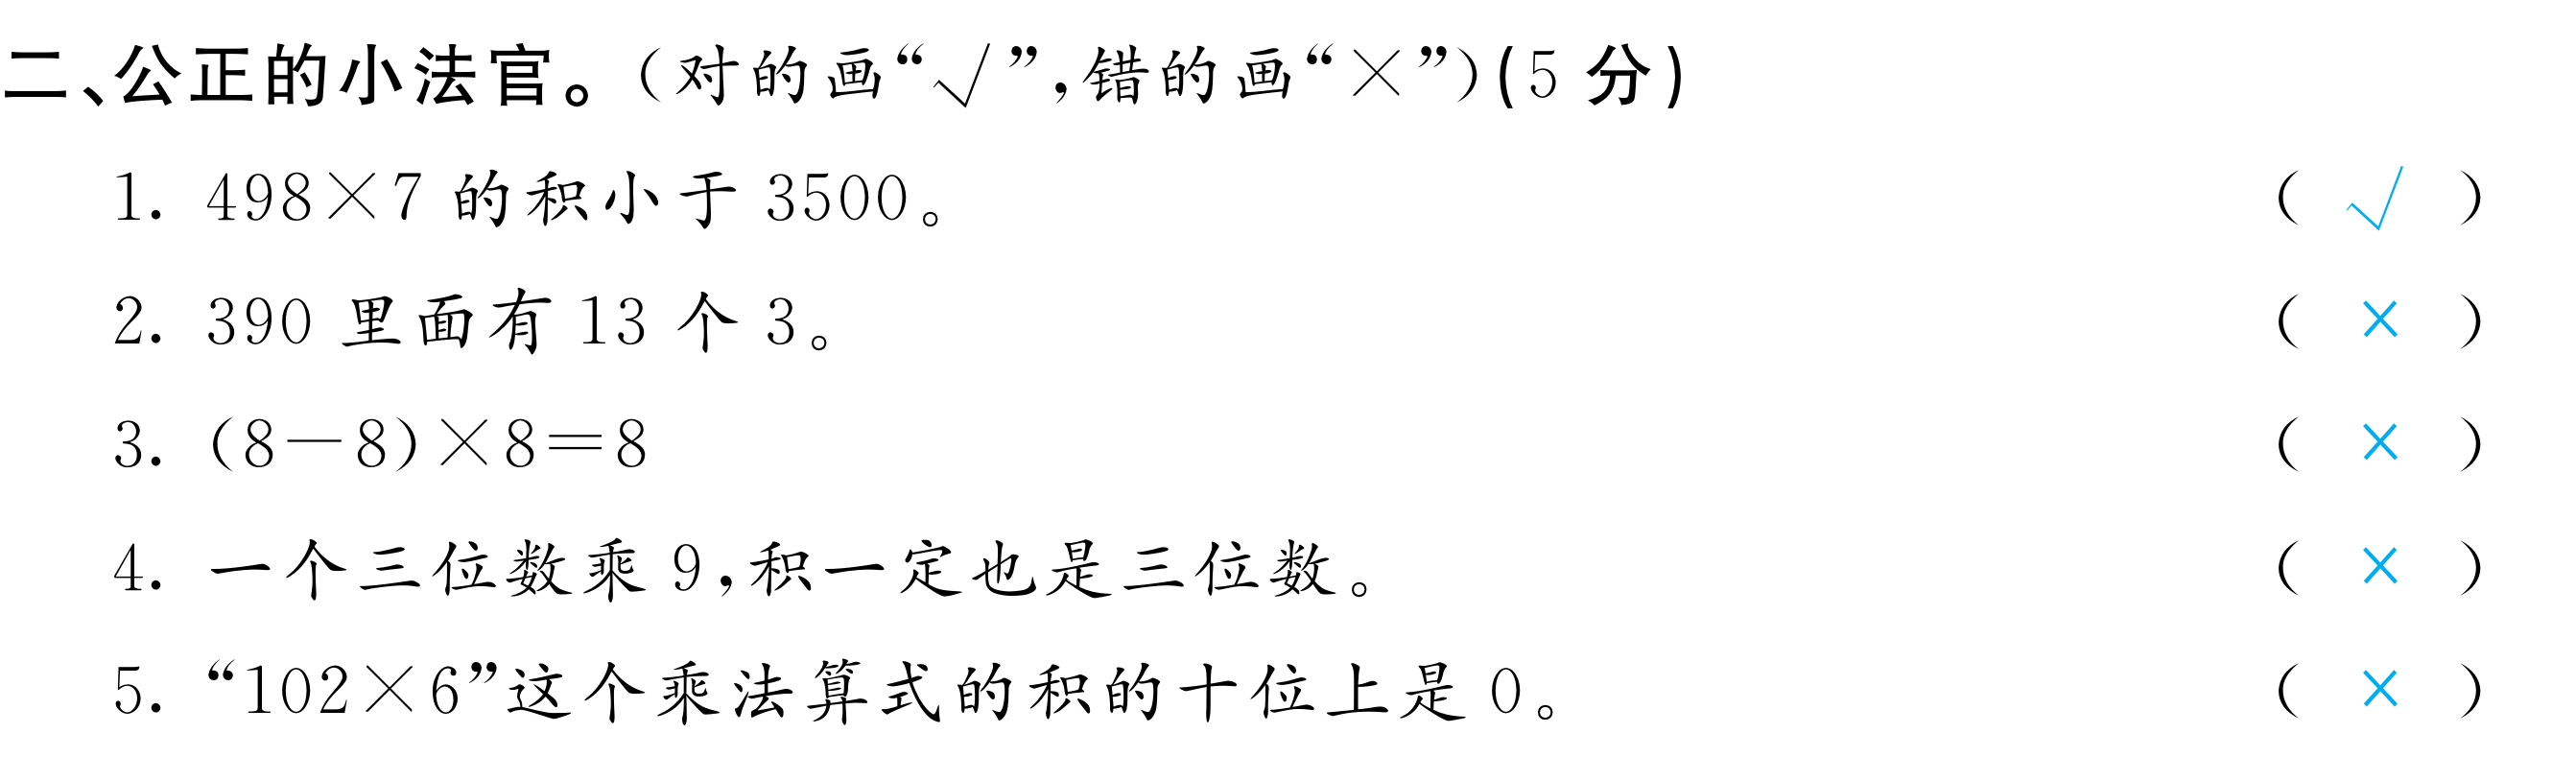 二、公正的小法官。(对的画“√”,错的画“×”)(5 分)
1. 498×7 的积小于 3500。 ( √ )
2. 390 里面有 13 个 3。 ( × )
3. (8－8)×8＝8 ( × )
4. 一个三位数乘 9,积一定也是三位数。 ( × )
5. “102×6”这个乘法算式的积的十位上是 0。 ( × )